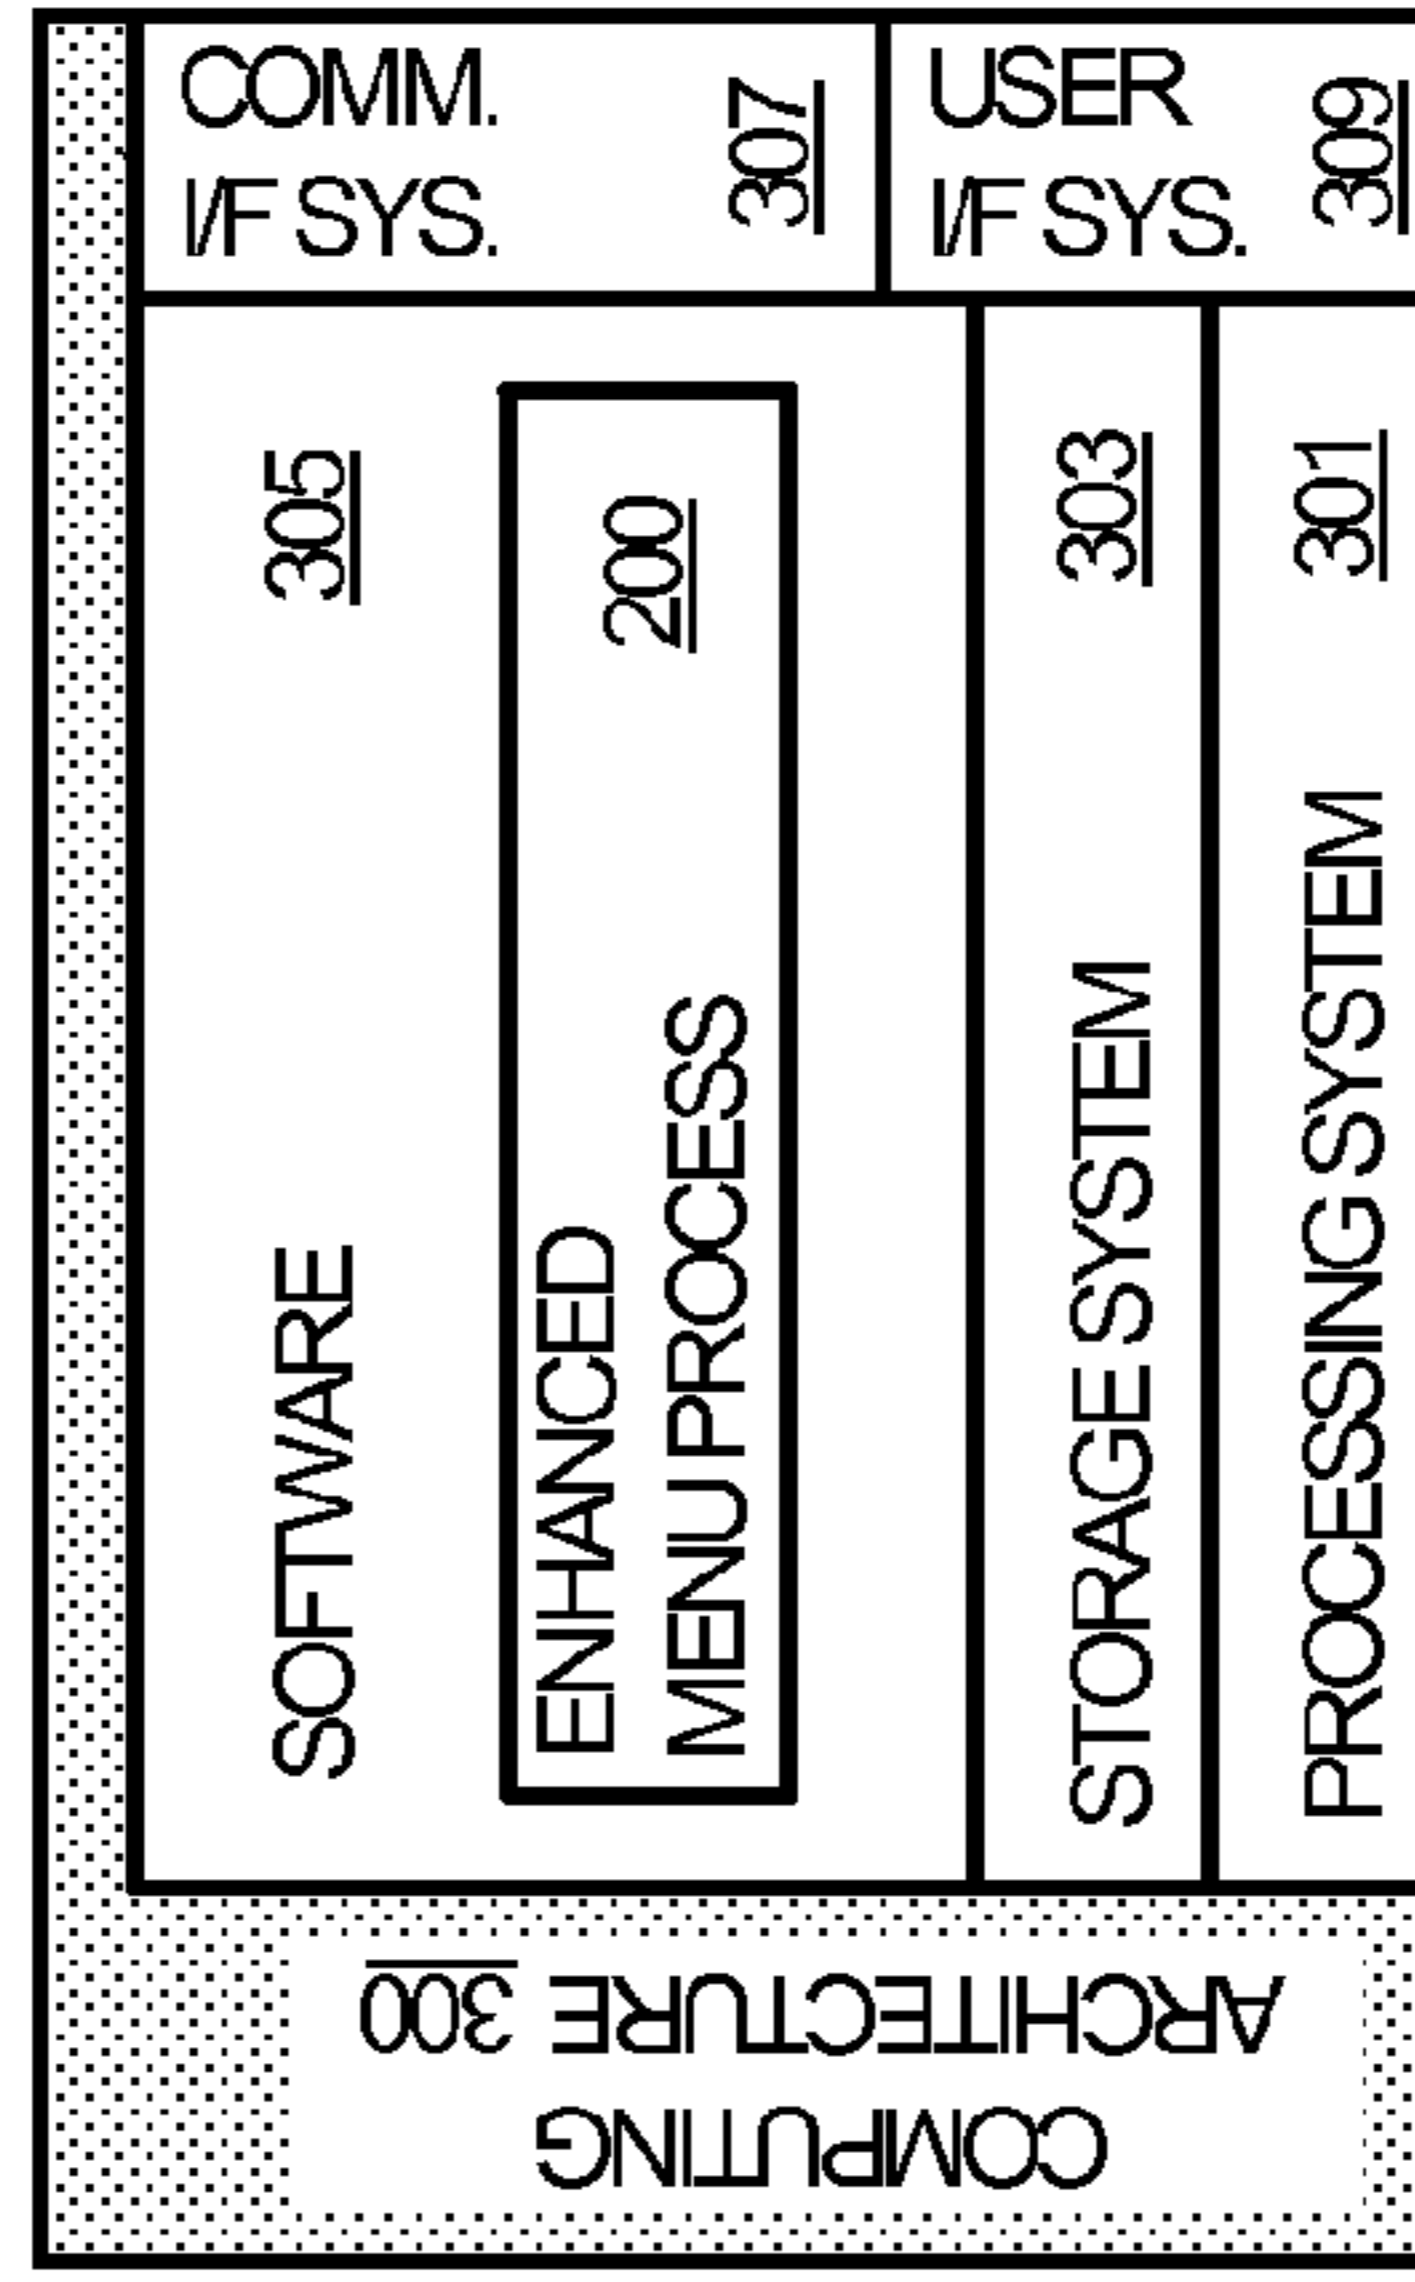 COMM.
I/F SYS.
307
USER
I/F SYS.
309
SOFTWARE 305
ENHANCED
MENU PROCESS 200
STORAGE SYSTEM 303
PROCESSING SYSTEM 301
COMPUTING
ARCHITECTURE 300